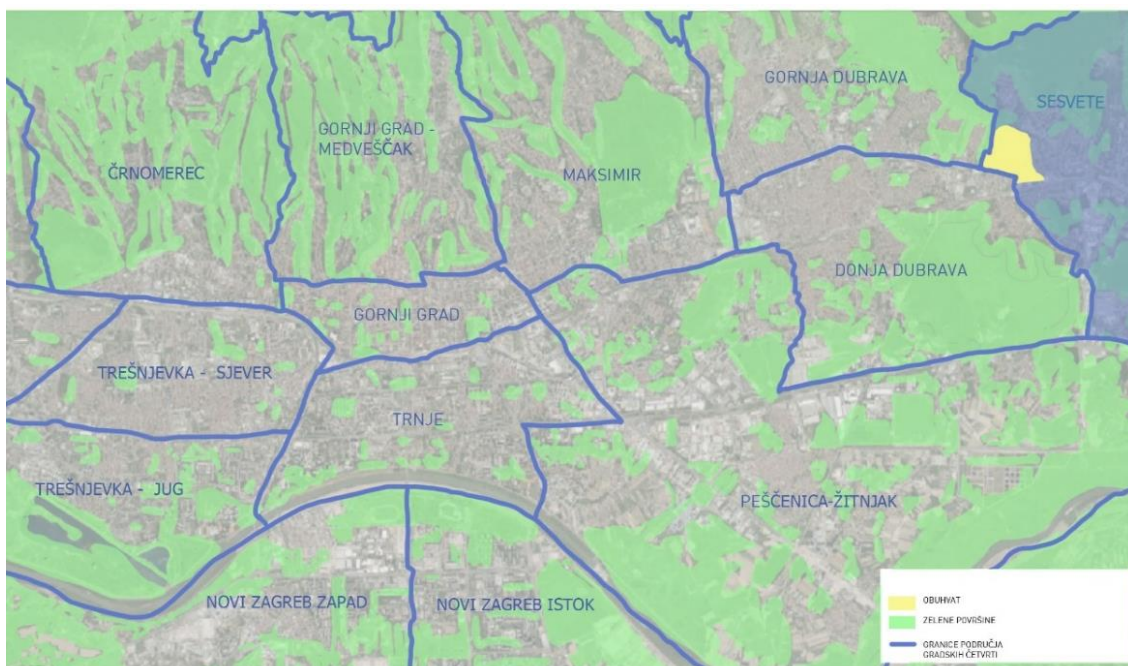 GORNJA DUBRAVA
SESVETE
GORNJI GRAD -
MEDVEŠČAK
ČRNOMEREC
MAKSIMIR
DONJA DUBRAVA
GORNJI GRAD
TREŠNJEVKA - SJEVER
TRNJE
TREŠNJEVKA - JUG
PEŠČENICA-ŽITNJAK
NOVI ZAGREB ZAPAD
NOVI ZAGREB ISTOK
OBUHVAT
ZELENE POVRŠINE
GRANICE PODRUČJA
GRADSKIH ČETVRTI